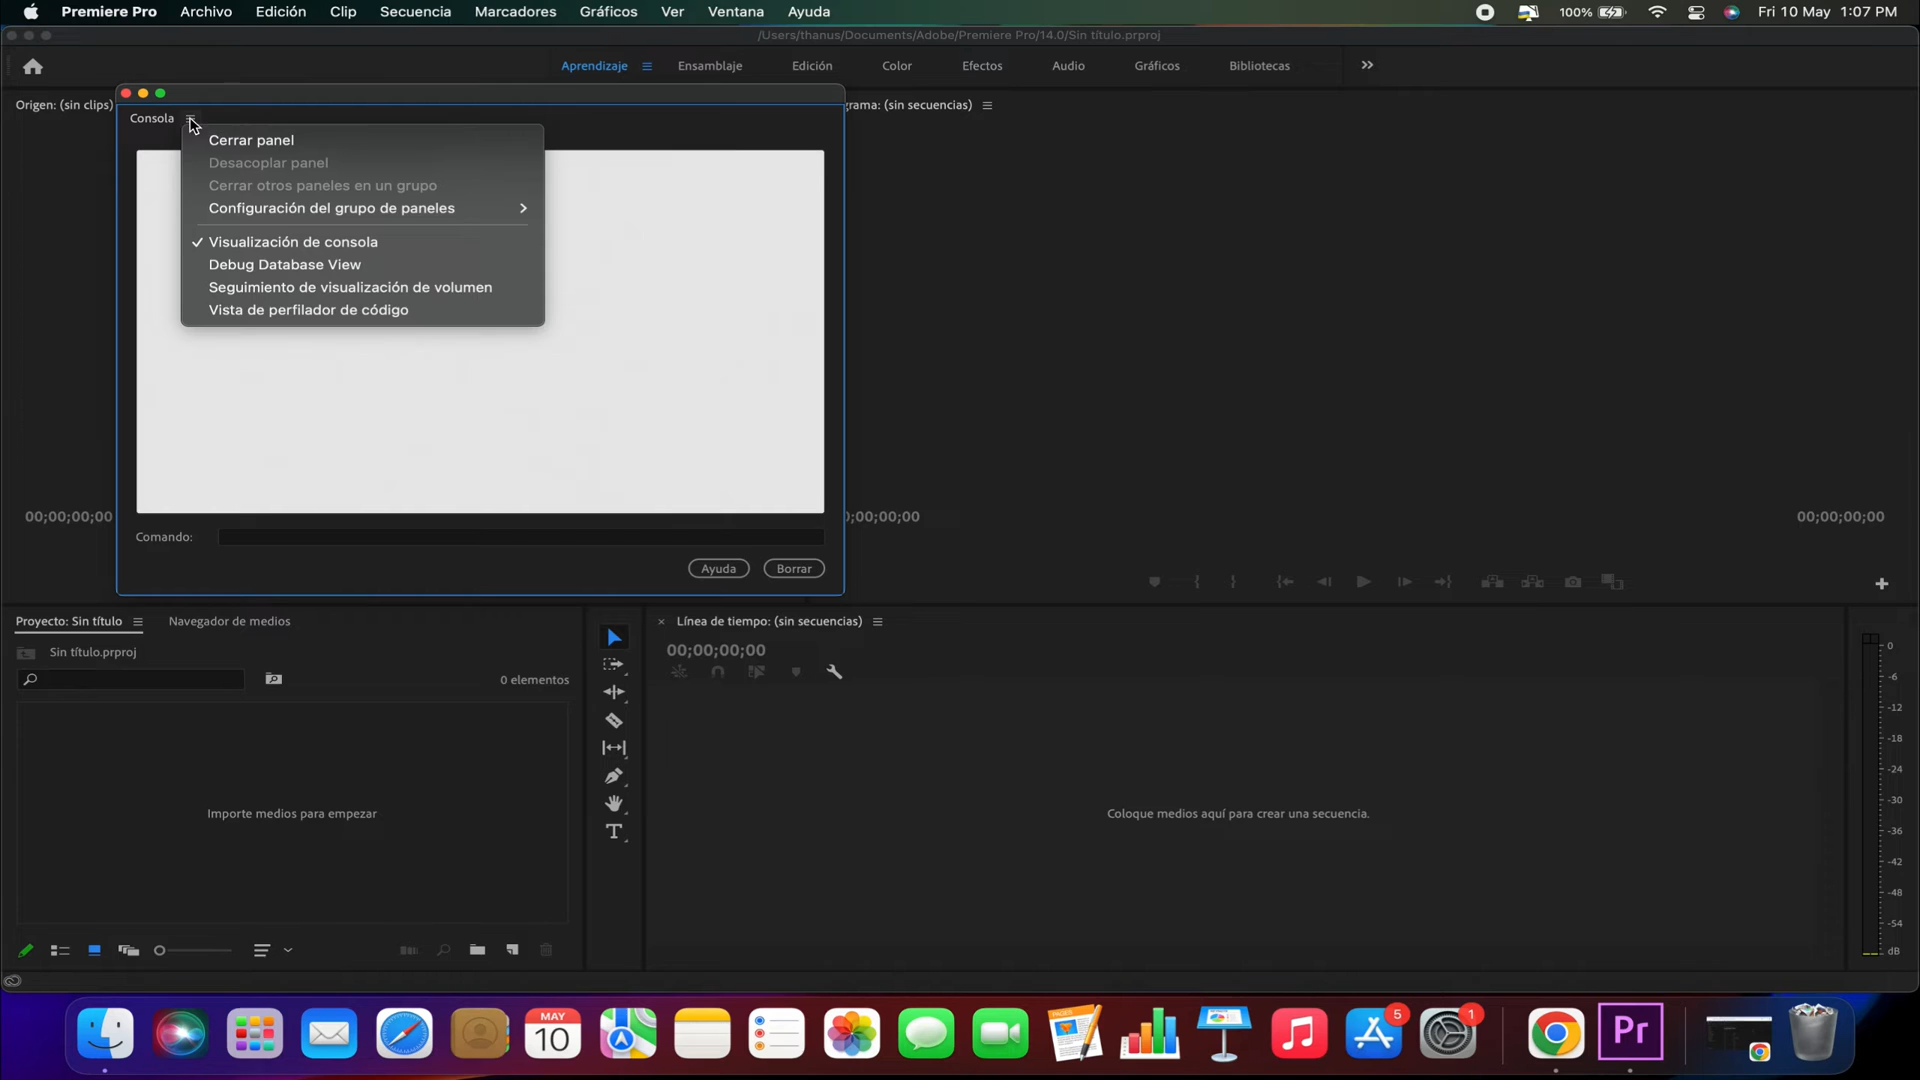 Premiere Pro Archivo Edición Clip Secuencia Marcadores Gráficos Ver Ventana Ayuda 100% Fri 10 May 1:07 PM
/Users/thanus/Documents/Adobe/Premiere Pro/14.0/Sin título.prproj
Aprendizaje Ensamblaje Edición Color Efectos Audio Gráficos Bibliotecas
Origen: (sin clips)
grama: (sin secuencias)
Consola
Cerrar panel
Desacoplar panel
Cerrar otros paneles en un grupo
Configuración del grupo de paneles
Visualización de consola
Debug Database View
Seguimiento de visualización de volumen
Vista de perfilador de código
00;00;00;00
;00;00;00
00;00;00;00
Comando:
Ayuda Borrar
Proyecto: Sin título Navegador de medios
Sin título.prproj
0 elementos
Importe medios para empezar
Línea de tiempo: (sin secuencias)
00;00;00;00
Coloque medios aquí para crear una secuencia.
0
-6
-12
-18
-24
-30
-36
-42
-48
-54
dB
MAY
10
PAGES
5
1
Pr